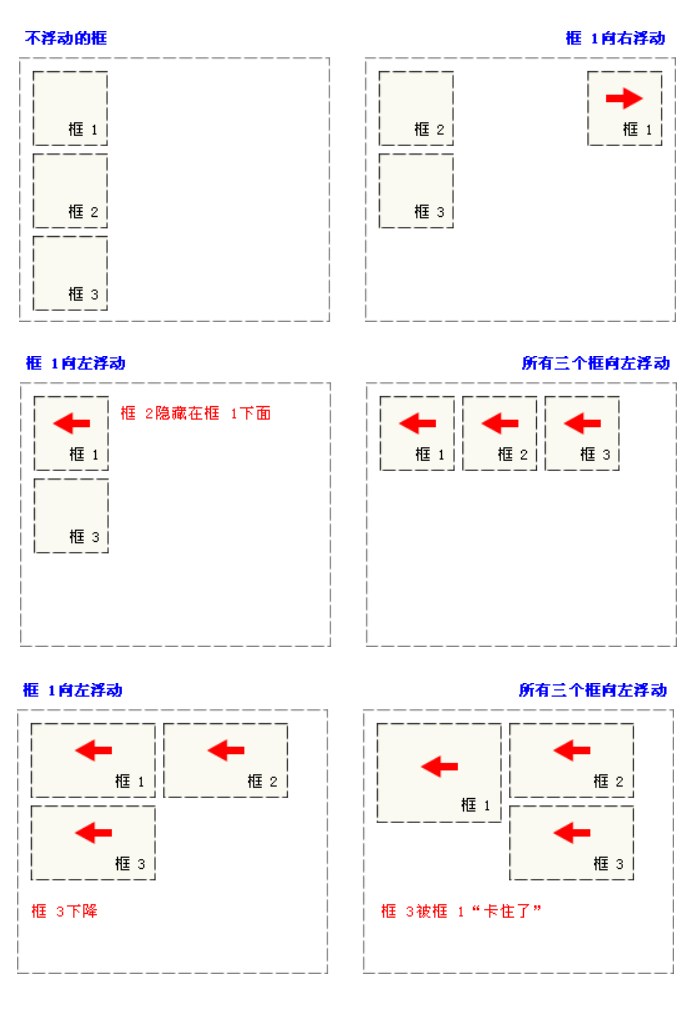 不浮动的框
框 1
框 2
框 3
框 1向右浮动
框 2
框 1
框 3
框 1向左浮动
框 2隐藏在框 1下面
框 1
框 3
所有三个框向左浮动
框 1 框 2 框 3
框 1向左浮动
框 1 框 2
框 3
框 3下降
所有三个框向左浮动
框 2
框 1
框 3
框 3被框 1“卡住了”